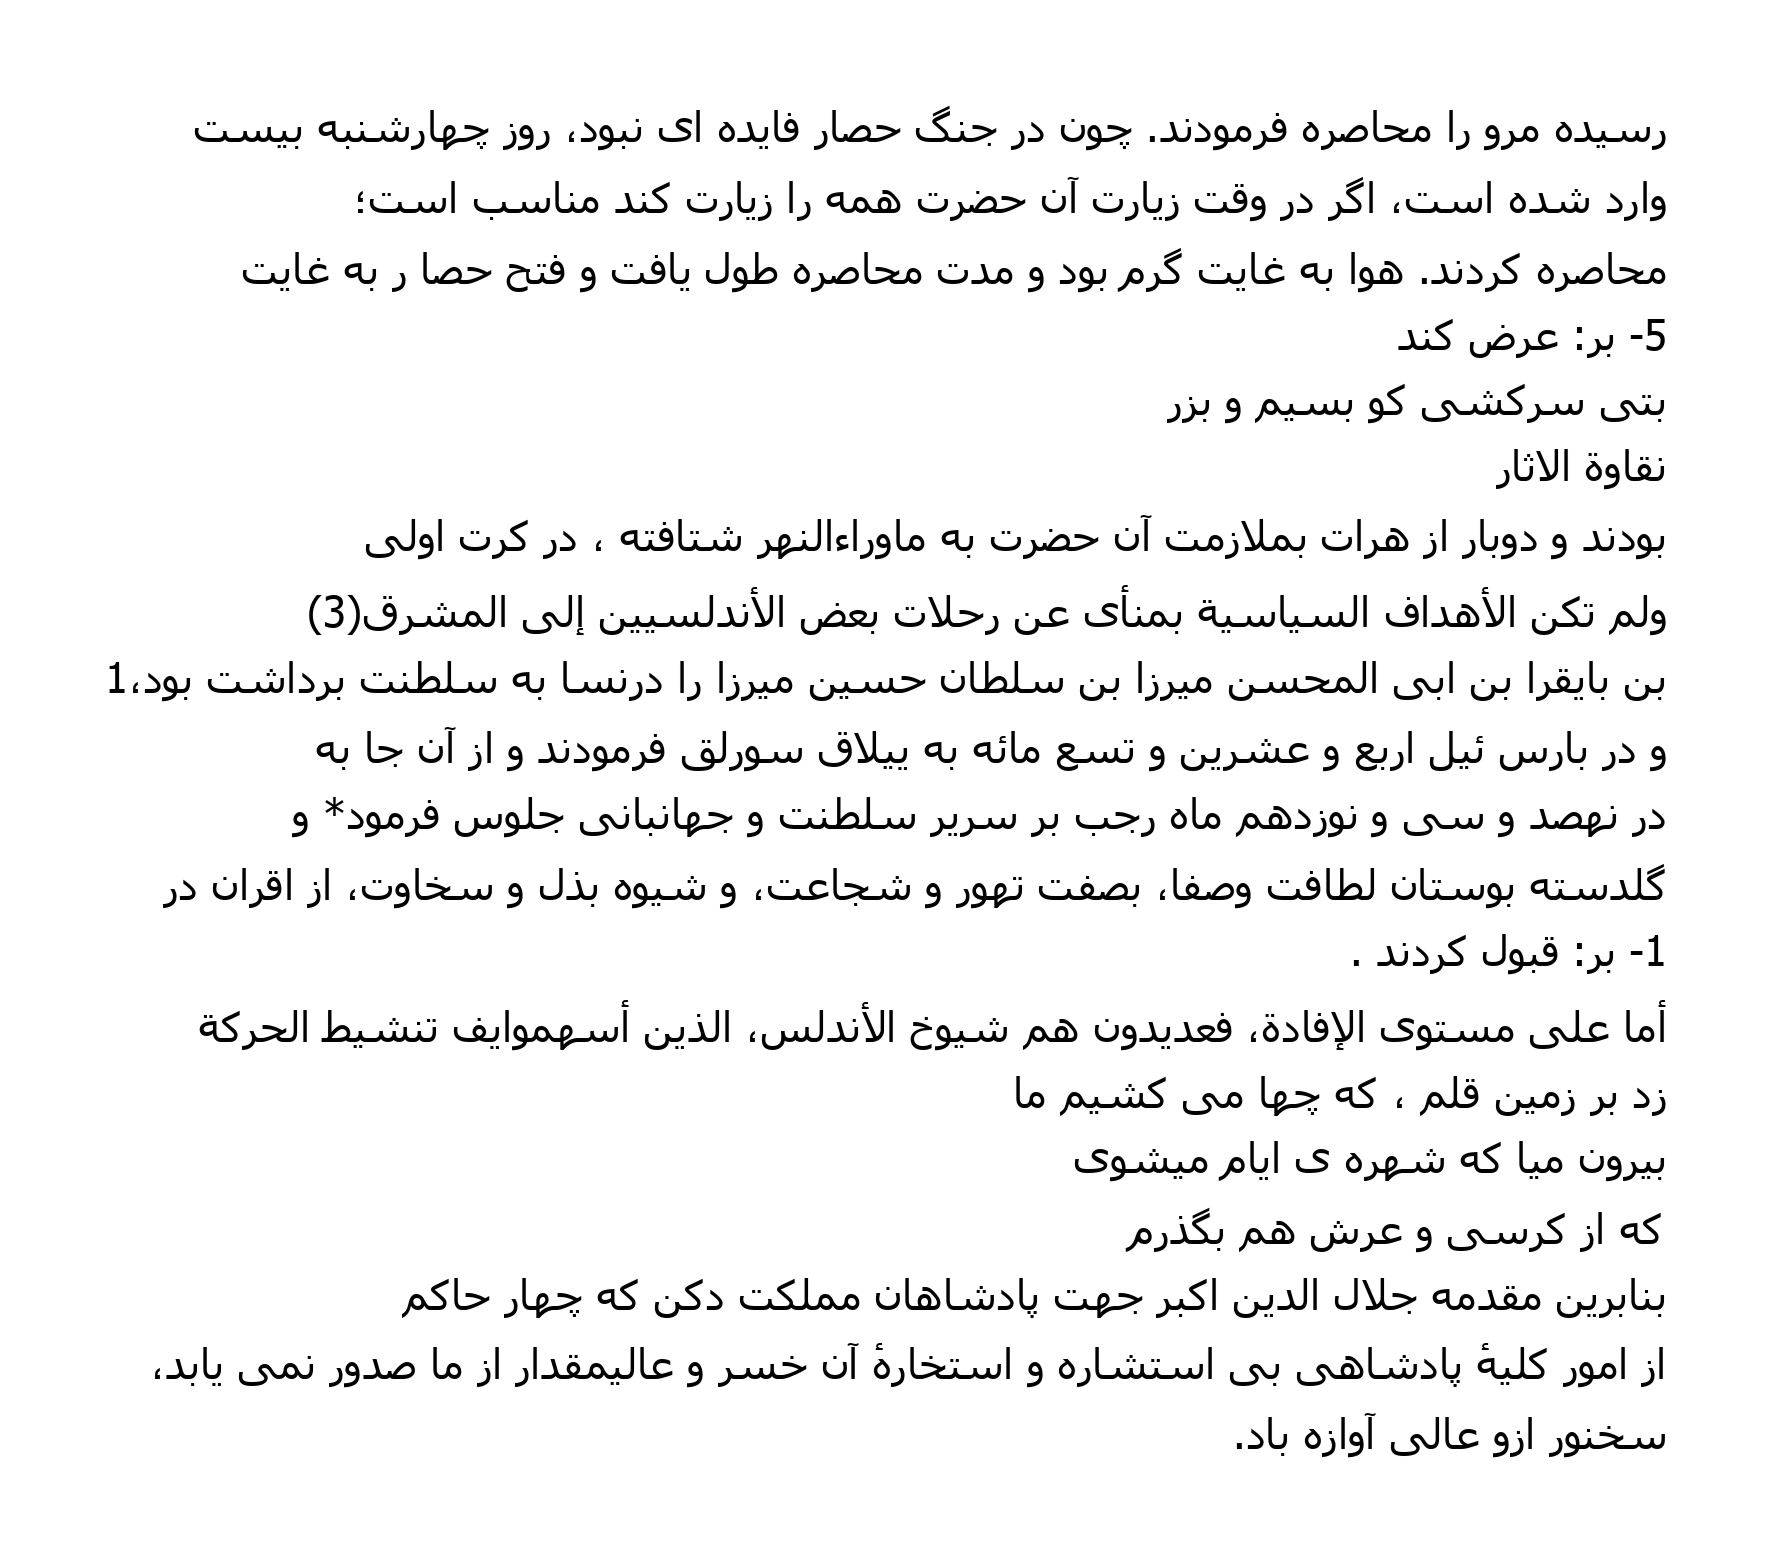 رسیده مرو را محاصره فرمودند. چون در جنگ حصار فایده ای نبود، روز چهارشنبه بیست
وارد شده است، اگر در وقت زیارت آن حضرت همه را زیارت کند مناسب است؛
محاصره کردند. هوا به غایت گرم بود و مدت محاصره طول یافت و فتح حصا ر به غایت
5- بر: عرض کند
بتی سرکشی کو بسیم و بزر
نقاوة الاثار
بودند و دوبار از هرات بملازمت آن حضرت به ماوراءالنهر شتافته ، در کرت اولی
ولم تكن الأهداف السياسية بمنأى عن رحلات بعض الأندلسيين إلى المشرق(3)
بن بایقرا بن ابی المحسن میرزا بن سلطان حسین میرزا را درنسا به سلطنت برداشت بود،1
و در بارس ئیل اربع و عشرین و تسع مائه به ییلاق سورلق فرمودند و از آن جا به
در نهصد و سی و نوزدهم ماه رجب بر سریر سلطنت و جهانبانی جلوس فرمود* و
گلدسته بوستان لطافت وصفا، بصفت تهور و شجاعت، و شیوه بذل و سخاوت، از اقران در
1- بر: قبول کردند .
أما على مستوى الإفادة، فعديدون هم شيوخ الأندلس، الذين أسهموايف تنشيط الحركة
زد بر زمین قلم ، که چها می کشیم ما
بیرون میا که شهره ی ایام میشوی
که از کرسی و عرش هم بگذرم
بنابرین مقدمه جلال الدین اکبر جهت پادشاهان مملکت دکن که چهار حاکم
از امور کلیهٔ پادشاهی بی استشاره و استخارهٔ آن خسر و عالیمقدار از ما صدور نمی یابد،
سخنور ازو عالی آوازه باد.